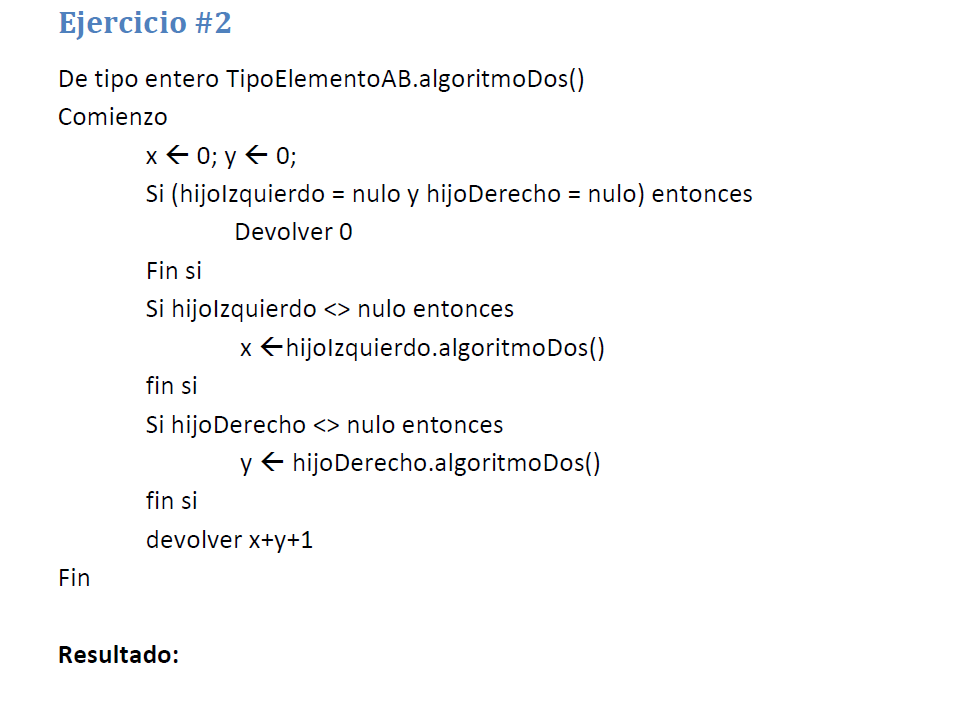 Ejercicio #2
De tipo entero TipoElementoAB.algoritmoDos()
Comienzo
x ← 0; y ← 0;
Si (hijoIzquierdo = nulo y hijoDerecho = nulo) entonces
Devolver 0
Fin si
Si hijoIzquierdo <> nulo entonces
x ←hijoIzquierdo.algoritmoDos()
fin si
Si hijoDerecho <> nulo entonces
y ← hijoDerecho.algoritmoDos()
fin si
devolver x+y+1
Fin
Resultado: